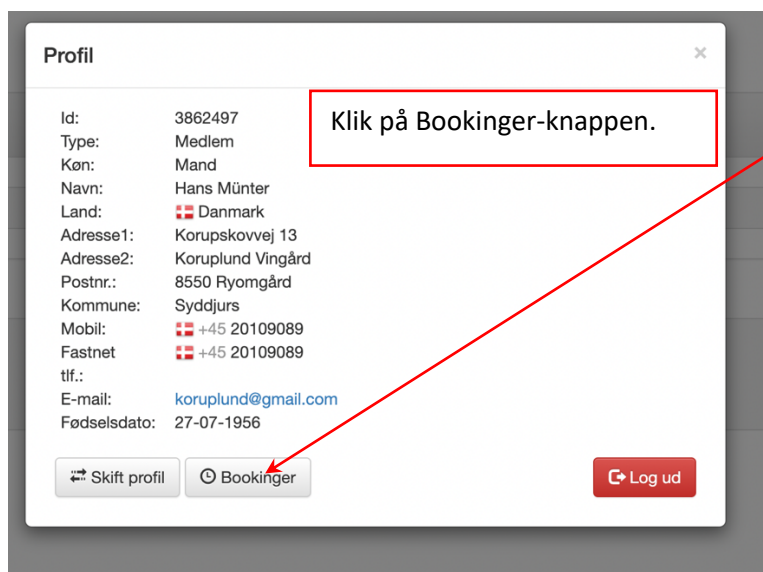 Profil
×
Klik på Bookinger-knappen.
Id: 3862497
Type: Medlem
Køn: Mand
Navn: Hans Münter
Land: Danmark
Adresse1: Korupskovvej 13
Adresse2: Koruplund Vingård
Postnr.: 8550 Ryomgård
Kommune: Syddjurs
Mobil: +45 20109089
Fastnet +45 20109089
tlf.:
E-mail: koruplund@gmail.com
Fødselsdato: 27-07-1956
Skift profil Bookinger Log ud